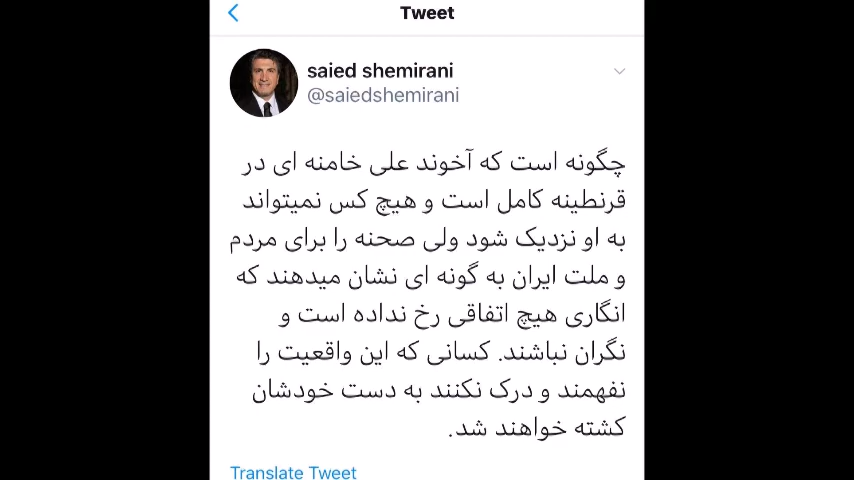 Tweet
saied shemirani
@saiedshemirani
چگونه است که آخوند علی خامنه ای در
قرنطینه کامل است و هیچ کس نمیتواند
به او نزدیک شود ولی صحنه را برای مردم
و ملت ایران به گونه ای نشان میدهند که
انگاری هیچ اتفاقی رخ نداده است و
نگران نباشند. کسانی که این واقعیت را
نفهمند و درک نکنند به دست خودشان
کشته خواهند شد.
Translate Tweet